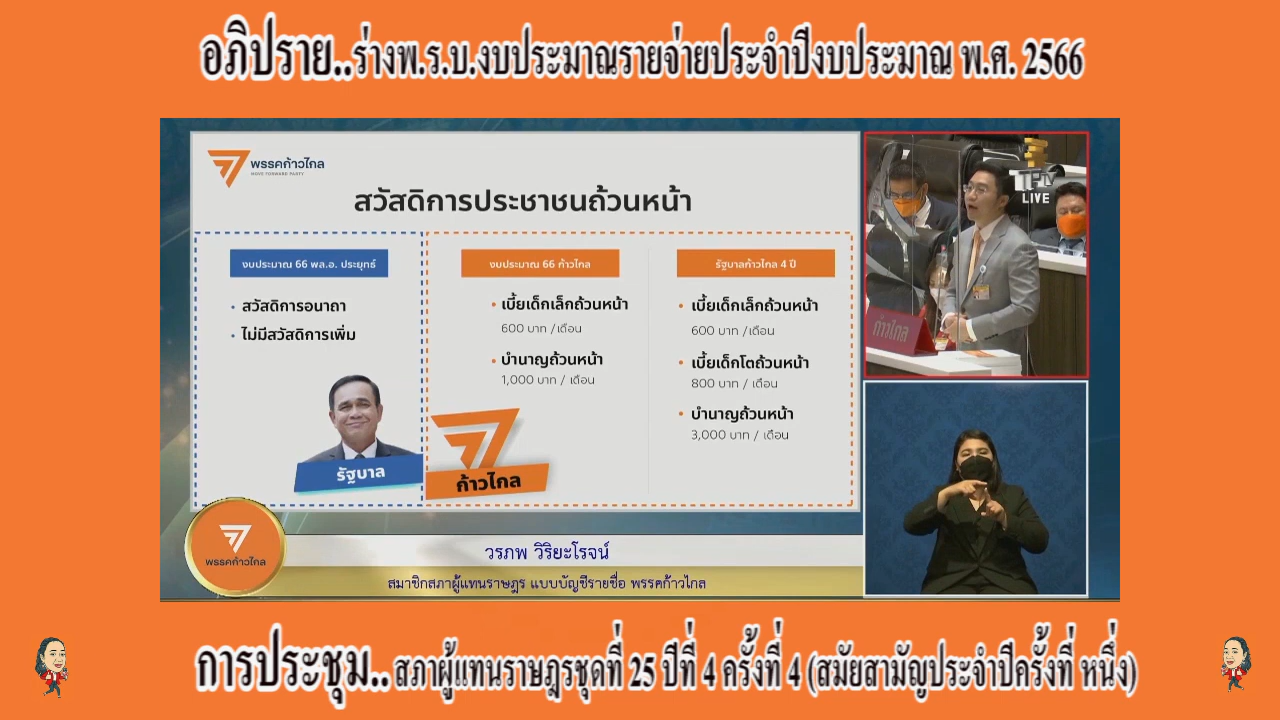 อภิปราย..ร่างพ.ร.บ.งบประมาณรายจ่ายประจำปีงบประมาณ พ.ศ. 2566
พรรคก้าวไกล
MOVE FORWARD PARTY
สวัสดิการประชาชนถ้วนหน้า
งบประมาณ 66 พล.อ. ประยุทธ์
• สวัสดิการอนาถา
• ไม่มีสวัสดิการเพิ่ม
รัฐบาล
งบประมาณ 66 ก้าวไกล
• เบี้ยเด็กเล็กถ้วนหน้า
600 บาท /เดือน
• บำนาญถ้วนหน้า
1,000 บาท / เดือน
ก้าวไกล
รัฐบาลก้าวไกล 4 ปี
• เบี้ยเด็กเล็กถ้วนหน้า
600 บาท /เดือน
• เบี้ยเด็กโตถ้วนหน้า
800 บาท / เดือน
• บำนาญถ้วนหน้า
3,000 บาท / เดือน
TPTV
LIVE
ก้าวไกล
พรรคก้าวไกล
วรภพ วิริยะโรจน์
สมาชิกสภาผู้แทนราษฎร แบบบัญชีรายชื่อ พรรคก้าวไกล
การประชุม.. สภาผู้แทนราษฎรชุดที่ 25 ปีที่ 4 ครั้งที่ 4 (สมัยสามัญประจำปีครั้งที่ หนึ่ง)